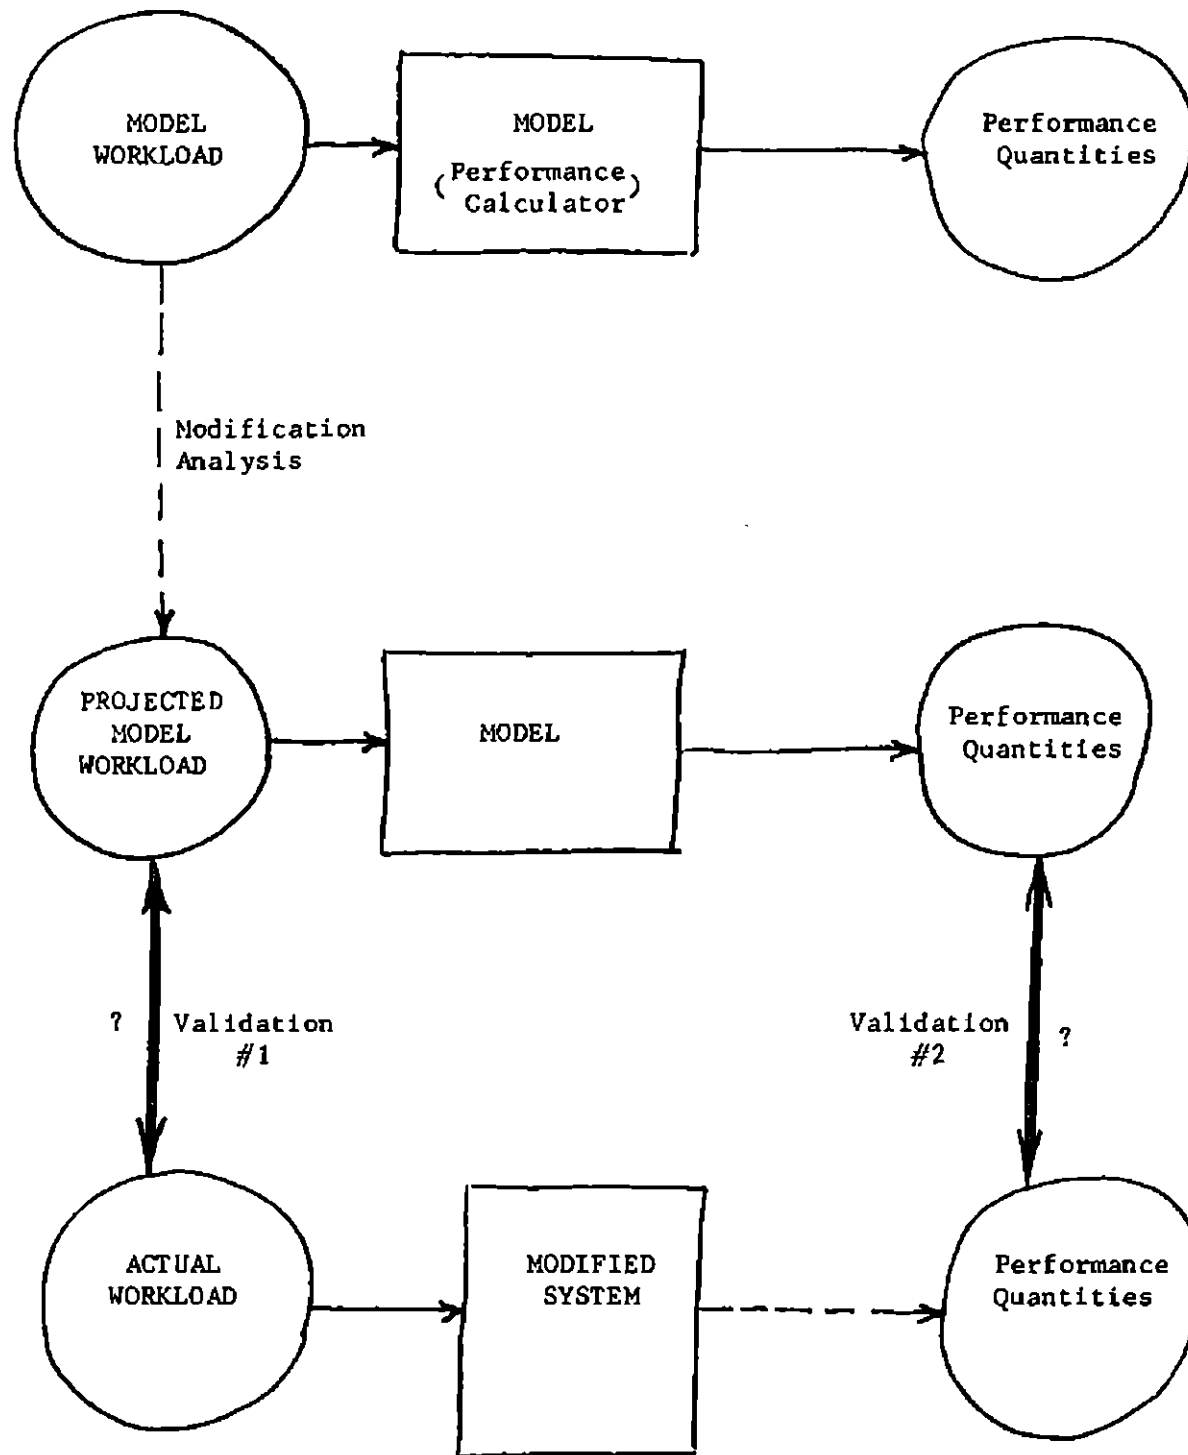 MODEL
WORKLOAD
MODEL
(Performance)
Calculator
Performance
Quantities
Modification
Analysis
PROJECTED
MODEL
WORKLOAD
MODEL
Performance
Quantities
? Validation
#1
Validation ?
#2
ACTUAL
WORKLOAD
MODIFIED
SYSTEM
Performance
Quantities